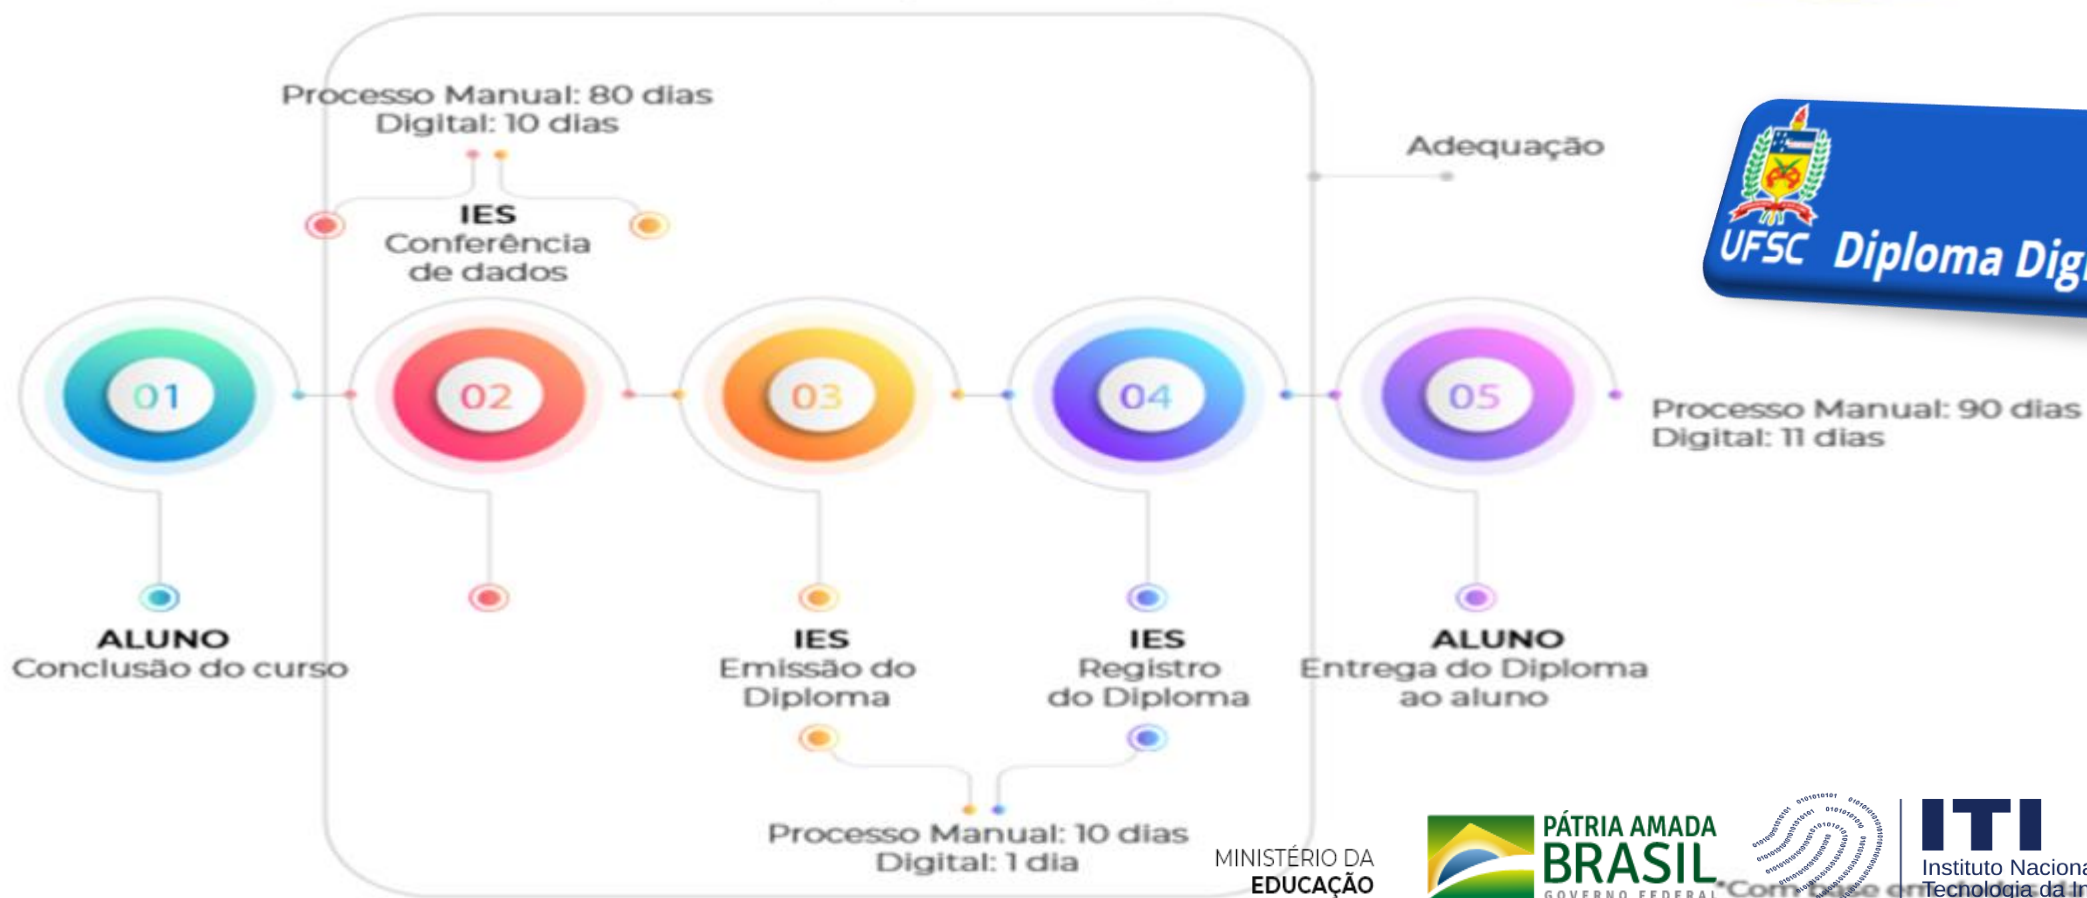 Processo Manual: 80 dias
Digital: 10 dias
IES
Conferência
de dados
Adequação
UFSC Diploma
01
02
03
04
05
Processo Manual: 90 dias
Digital: 11 dias
ALUNO
Conclusão do curso
IES
Emissão do
Diploma
IES
Registro
do Diploma
ALUNO
Entrega do Diploma
ao aluno
Processo Manual: 10 dias
Digital: 1 dia
MINISTÉRIO DA
EDUCAÇÃO
PÁTRIA AMADA
BRASIL
GOVERNO FEDERAL
ITI
Instituto
Tecnologia da
*Com base em